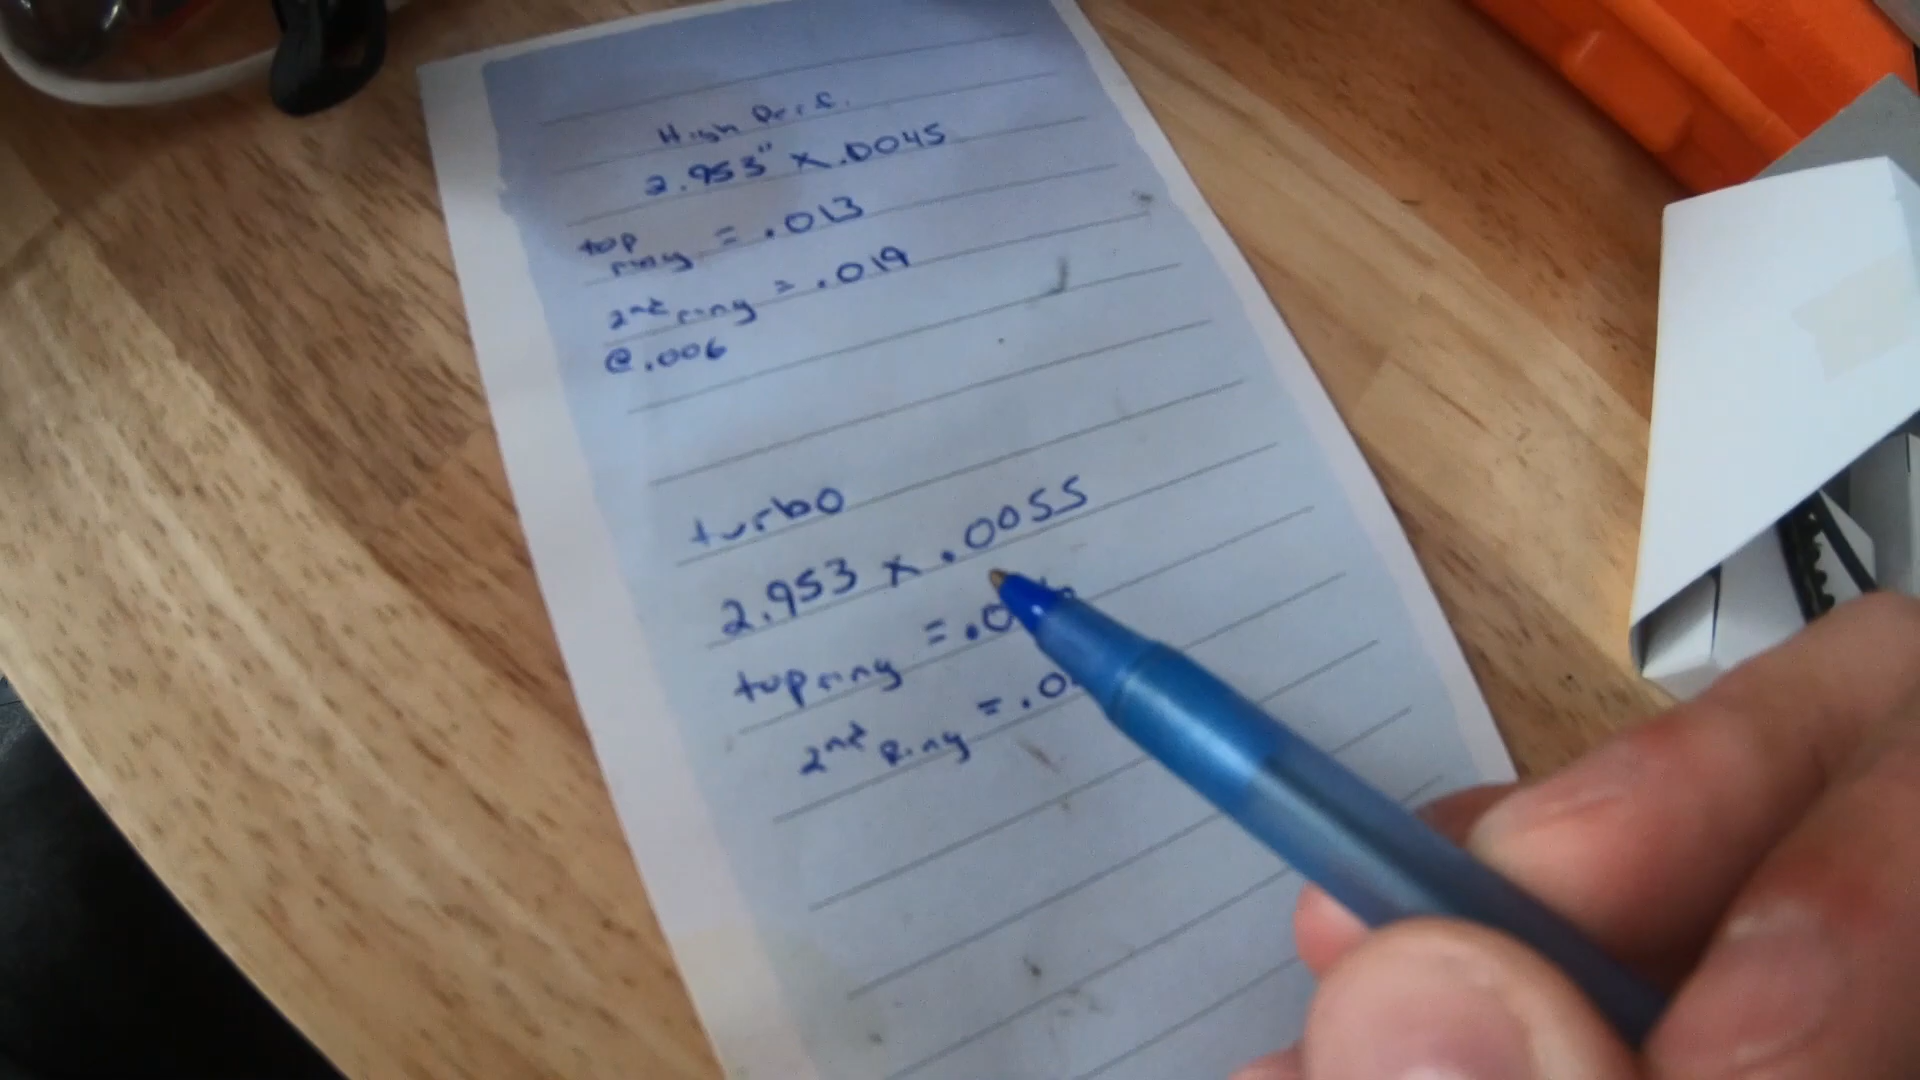 High Perf.
2.953" x .0045
top
ring = .013
2nd ring = .019
@ .006
turbo
2.953 x .0055
top ring = .0
2nd Ring = .0